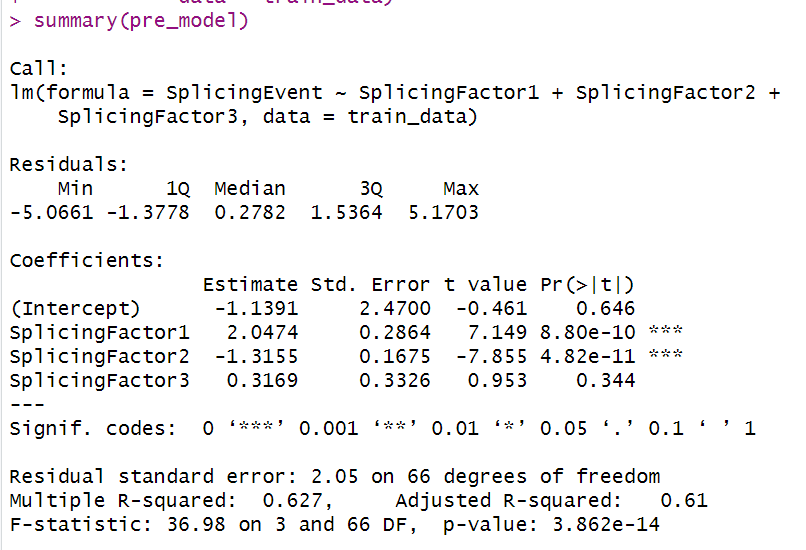 data = train_data)
> summary(pre_model)
Call:
lm(formula = SplicingEvent ~ SplicingFactor1 + SplicingFactor2 +
    SplicingFactor3, data = train_data)
Residuals:
    Min      1Q  Median      3Q     Max
-5.0661 -1.3778  0.2782  1.5364  5.1703
Coefficients:
                Estimate Std. Error t value Pr(>|t|)
(Intercept)      -1.1391     2.4700  -0.461    0.646
SplicingFactor1   2.0474     0.2864   7.149 8.80e-10 ***
SplicingFactor2  -1.3155     0.1675  -7.855 4.82e-11 ***
SplicingFactor3   0.3169     0.3326   0.953    0.344
---
Signif. codes:  0 ‘***’ 0.001 ‘**’ 0.01 ‘*’ 0.05 ‘.’ 0.1 ‘ ’ 1
Residual standard error: 2.05 on 66 degrees of freedom
Multiple R-squared:  0.627,	Adjusted R-squared:   0.61
F-statistic: 36.98 on 3 and 66 DF,  p-value: 3.862e-14